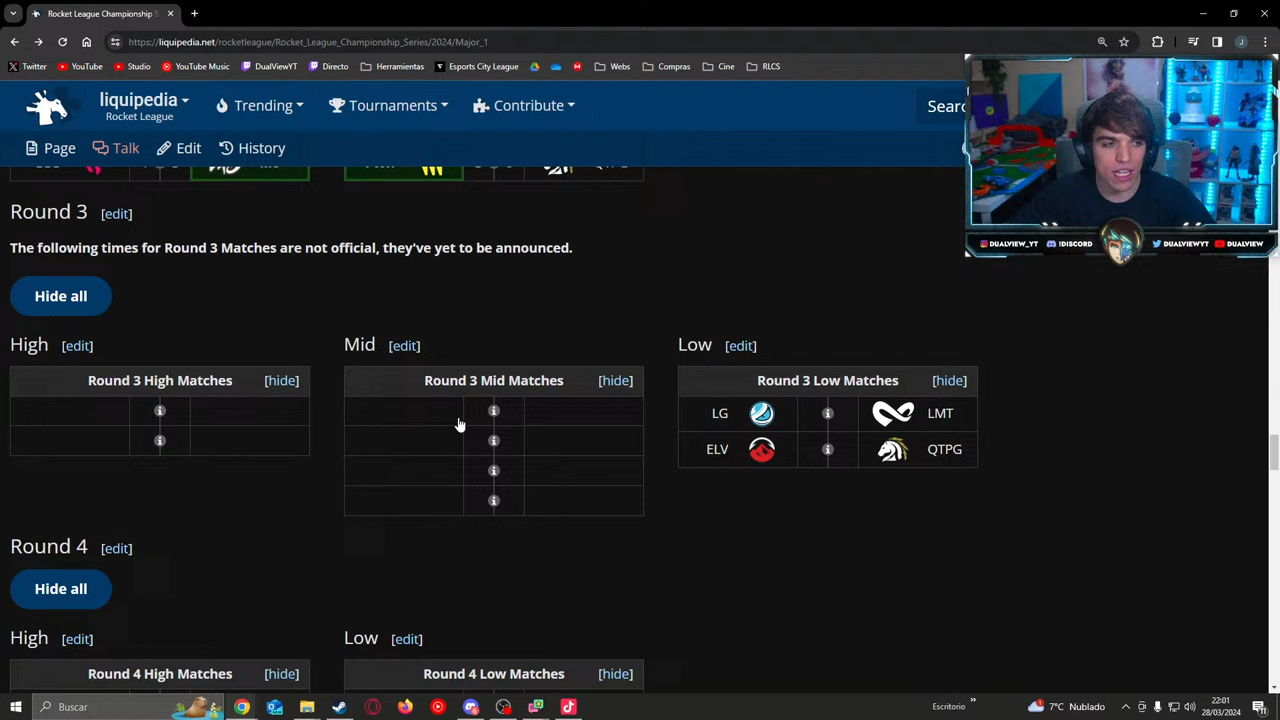 Rocket League Championship S
https://liquipedia.net/rocketleague/Rocket_League_Championship_Series/2024/Major_1
Twitter YouTube Studio YouTube Music DualViewYT Directo Herramientas Esports City League Webs Compras Cine RLCS
liquipedia
Rocket League
Trending Tournaments Contribute
Searc
Page Talk Edit History
DUALVIEW_YT !DISCORD DUALVIEWYT DUALVIEW
Round 3 [edit]
The following times for Round 3 Matches are not official, they've yet to be announced.
Hide all
High [edit]
Mid [edit]
Low [edit]
Round 3 High Matches [hide]
Round 3 Mid Matches [hide]
Round 3 Low Matches [hide]
LG LMT
ELV QTPG
Round 4 [edit]
Hide all
High [edit]
Low [edit]
Round 4 High Matches [hide]
Round 4 Low Matches [hide]
Buscar
Escritorio
7°C Nublado
22:01
28/03/2024